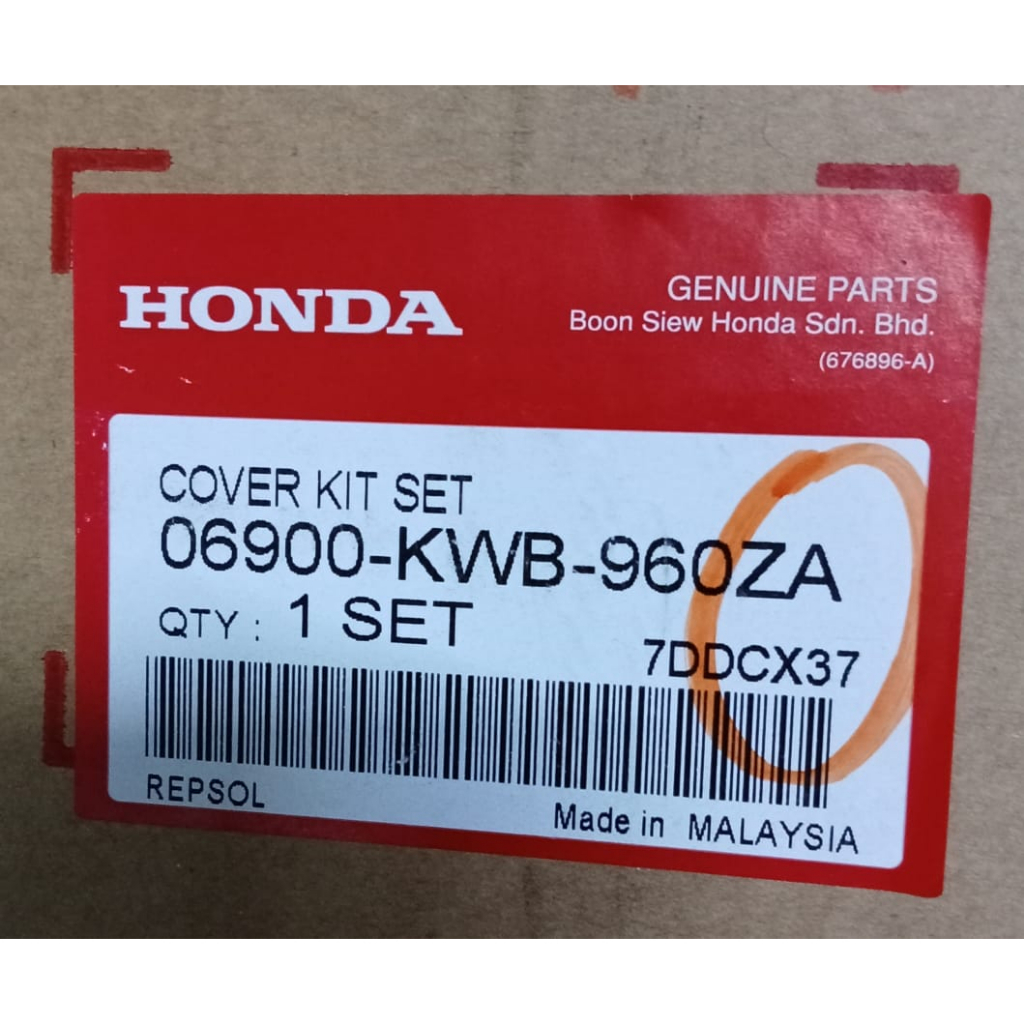 HONDA
GENUINE PARTS
Boon Siew Honda Sdn. Bhd.
(676896-A)
COVER KIT SET
06900-KWB-960ZA
QTY : 1 SET
7DDCX37
REPSOL
Made in MALAYSIA